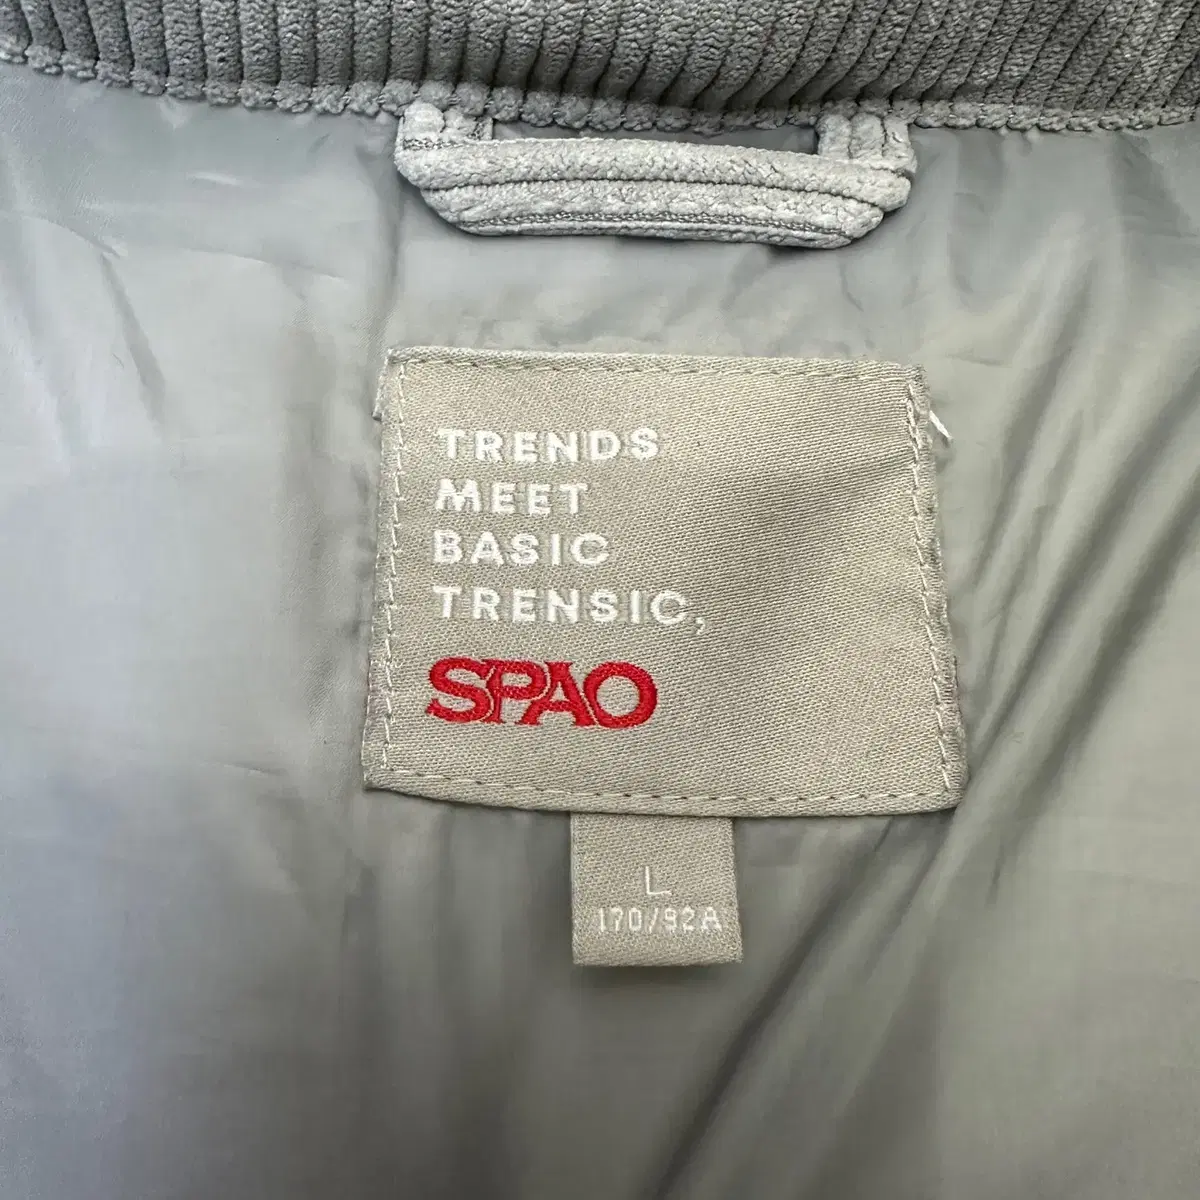 TRENDS
MEET
BASIC
TRENSIC,
SPAO
L
170/92A